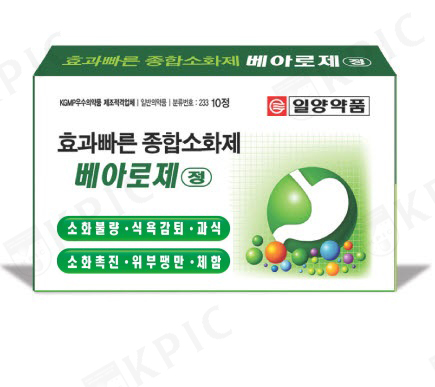 효과빠른 종합소화제 베아로제 정
KGMP우수의약품 제조적격업체 | 일반의약품 | 분류번호 : 233 10정
일양약품
효과빠른 종합소화제
베아로제 정
소화불량·식욕감퇴·과식
소화촉진·위부팽만·체함
KPIC
KPIC
KPIC
KPIC
KPIC